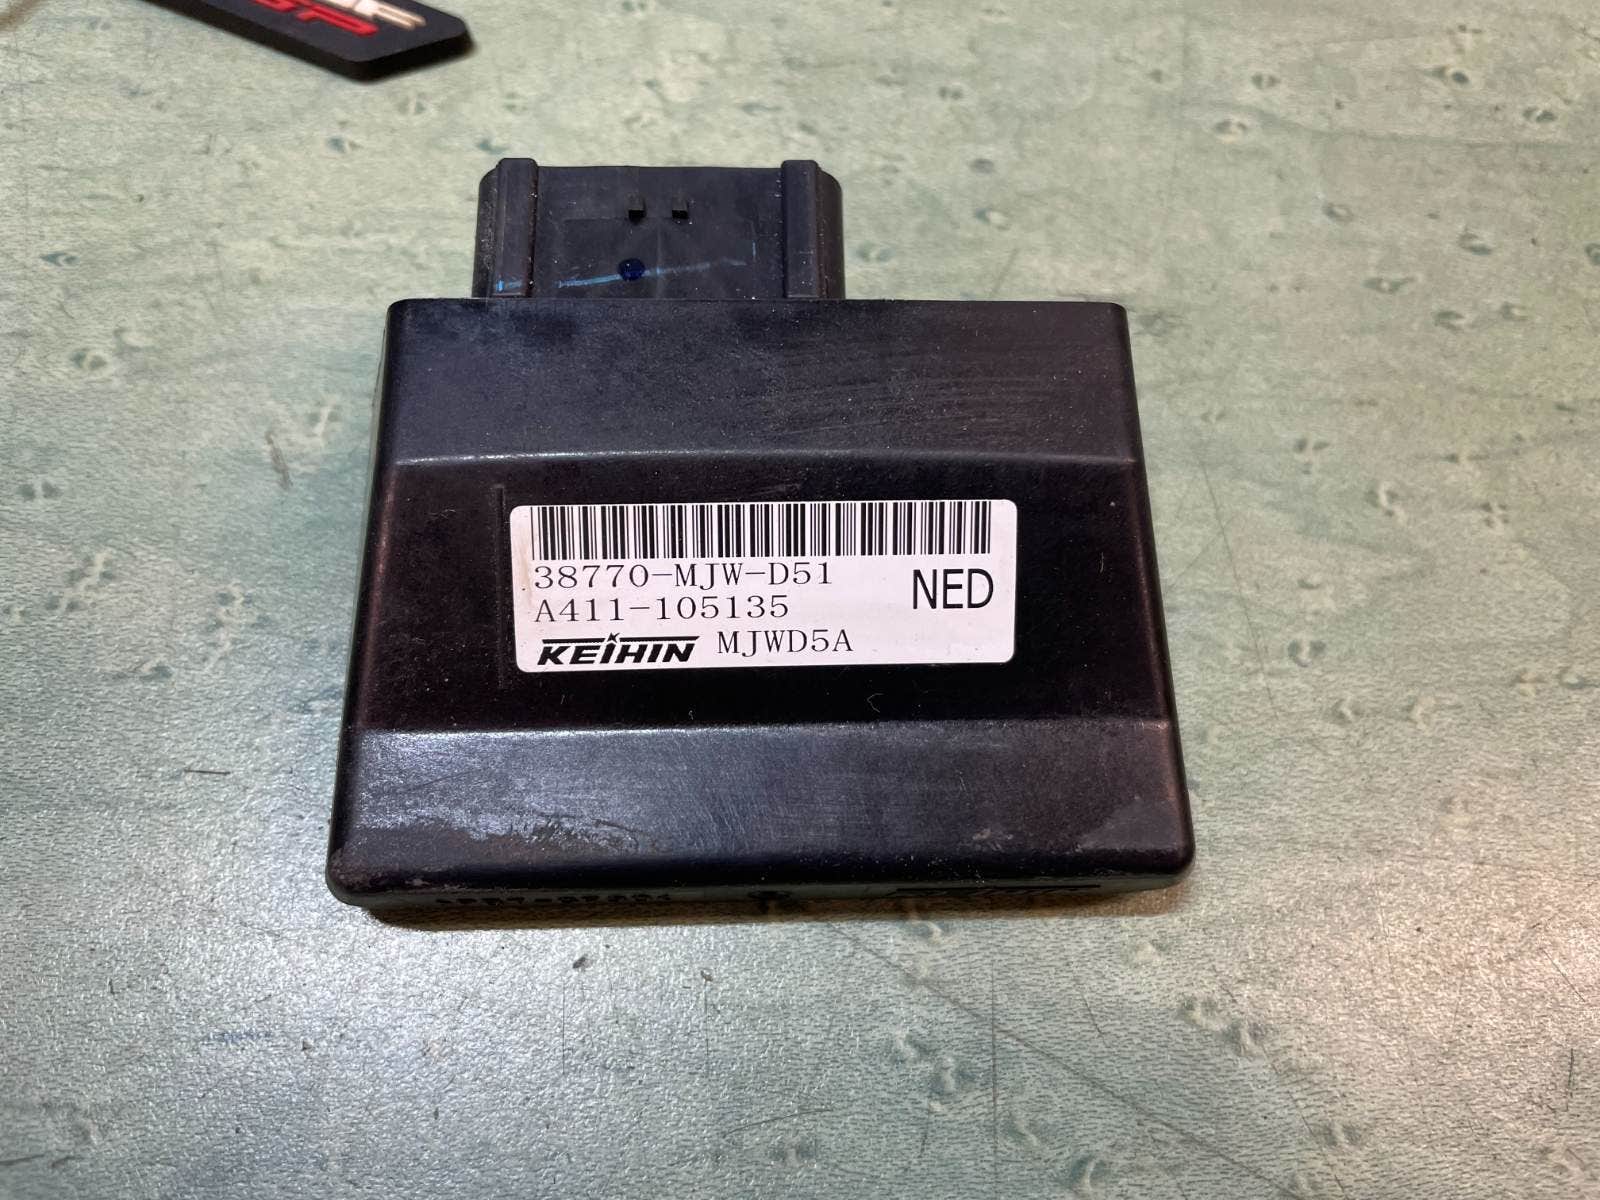 38770-MJW-D51
NED
A411-105135
KEIHIN MJWD5A